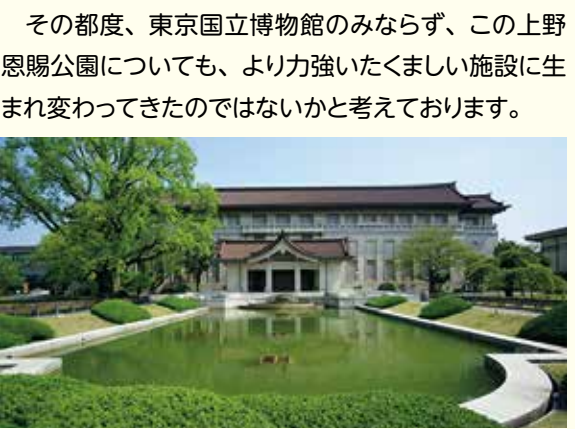 その都度、東京国立博物館のみならず、この上野
恩賜公園についても、より力強いたくましい施設に生
まれ変わってきたのではないかと考えております。